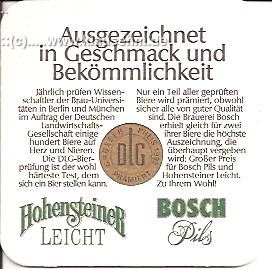 Ausgezeichnet
in Geschmack und
Bekömmlichkeit
Jährlich prüfen Wissen-
schaftler der Brau-Universi-
täten in Berlin und München
im Auftrag der Deutschen
Landwirtschafts-
Gesellschaft einige
hundert Biere auf
Herz und Nieren.
Die DLG-Bier-
prüfung ist der wohl
härteste Test, dem
sich ein Bier stellen kann.
Nur ein Teil aller geprüften
Biere wird prämiert, obwohl
alle sicher von guter Qualität
sind. Die Brauerei Bosch
erhielt gleich für zwei
ihrer Biere die höchste
Auszeichnung, die
überhaupt vergeben
wird: Großer Preis
für Bosch Pils und
Hohensteiner Leicht.
Zu Ihrem Wohl!
GROSSER PREIS
DLG
PRÄMIERT
Hohensteiner
LEICHT
BOSCH
Pils